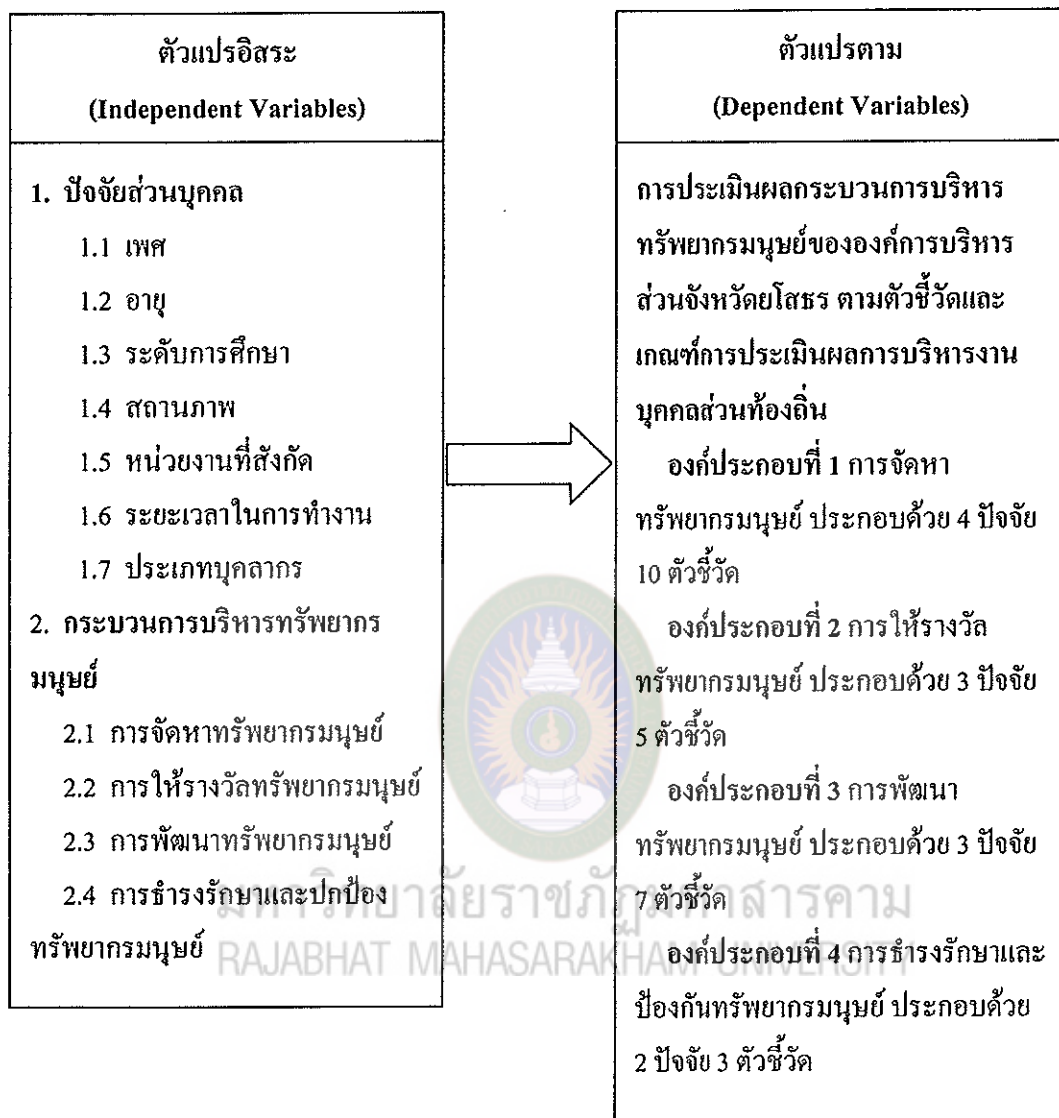 ตัวแปรอิสระ
(Independent Variables)
1. ปัจจัยส่วนบุคคล
1.1 เพศ
1.2 อายุ
1.3 ระดับการศึกษา
1.4 สถานภาพ
1.5 หน่วยงานที่สังกัด
1.6 ระยะเวลาในการทำงาน
1.7 ประเภทบุคลากร
2. กระบวนการบริหารทรัพยากร
มนุษย์
2.1 การจัดหาทรัพยากรมนุษย์
2.2 การให้รางวัลทรัพยากรมนุษย์
2.3 การพัฒนาทรัพยากรมนุษย์
2.4 การธำรงรักษาและปกป้อง
ทรัพยากรมนุษย์
ตัวแปรตาม
(Dependent Variables)
การประเมินผลกระบวนการบริหาร
ทรัพยากรมนุษย์ขององค์การบริหาร
ส่วนจังหวัดยโสธร ตามตัวชี้วัดและ
เกณฑ์การประเมินผลการบริหารงาน
บุคคลส่วนท้องถิ่น
องค์ประกอบที่ 1 การจัดหา
ทรัพยากรมนุษย์ ประกอบด้วย 4 ปัจจัย
10 ตัวชี้วัด
องค์ประกอบที่ 2 การให้รางวัล
ทรัพยากรมนุษย์ ประกอบด้วย 3 ปัจจัย
5 ตัวชี้วัด
องค์ประกอบที่ 3 การพัฒนา
ทรัพยากรมนุษย์ ประกอบด้วย 3 ปัจจัย
7 ตัวชี้วัด
องค์ประกอบที่ 4 การธำรงรักษาและ
ป้องกันทรัพยากรมนุษย์ ประกอบด้วย
2 ปัจจัย 3 ตัวชี้วัด
มหาวิทยาลัยราชภัฏมหาสารคาม
RAJABHAT MAHASARAKHAM UNIVERSITY